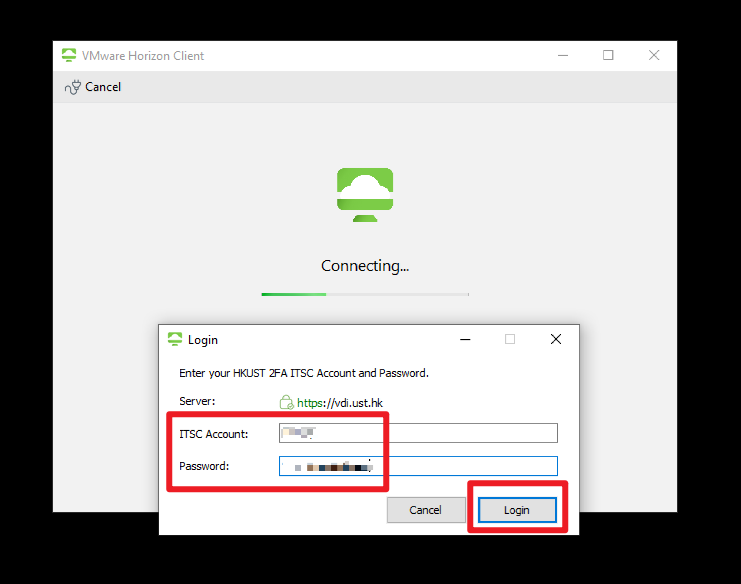 VMware Horizon Client
Cancel
Connecting...
Login
Enter your HKUST 2FA ITSC Account and Password.
Server: https://vdi.ust.hk
ITSC Account:
Password:
Cancel Login